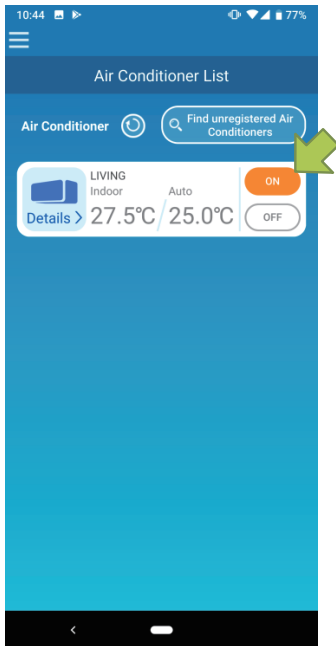 10:44 77%
Air Conditioner List
Air Conditioner
Find unregistered Air
Conditioners
LIVING
Indoor Auto
ON
Details > 27.5℃ 25.0℃
OFF